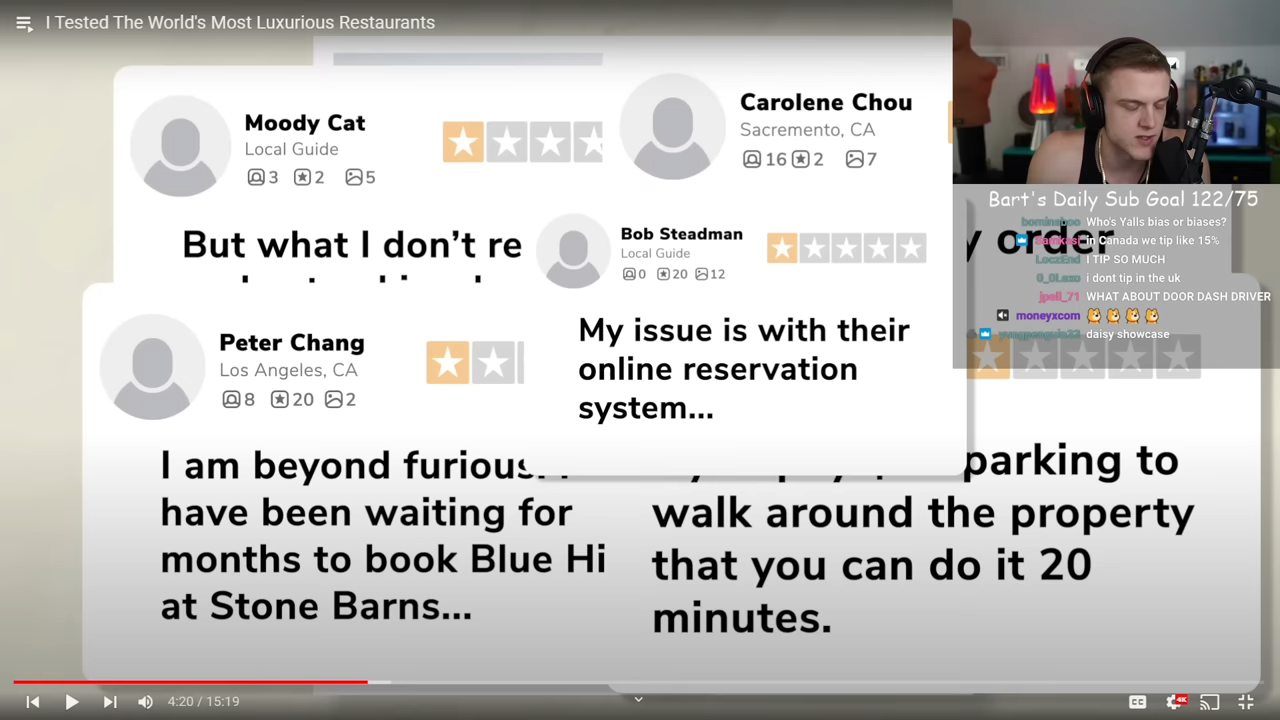 I Tested The World's Most Luxurious Restaurants
Moody Cat
Local Guide
3 2 5
But what I don't re
Carolene Chou
Sacremento, CA
16 2 7
y order
Bob Steadman
Local Guide
0 20 12
My issue is with their
online reservation
system...
Peter Chang
Los Angeles, CA
8 20 2
I am beyond furious.
have been waiting for
months to book Blue Hi
at Stone Barns...
parking to
walk around the property
that you can do it 20
minutes.
Bart's Daily Sub Goal 122/75
Who's Yalls bias or biases?
in Canada we tip like 15%
LoczEnd I TIP SO MUCH
i dont tip in the uk
jpell_71 WHAT ABOUT DOOR DASH DRIVER
moneyxcom
daisy showcase
4:20 / 15:19
CC
4K